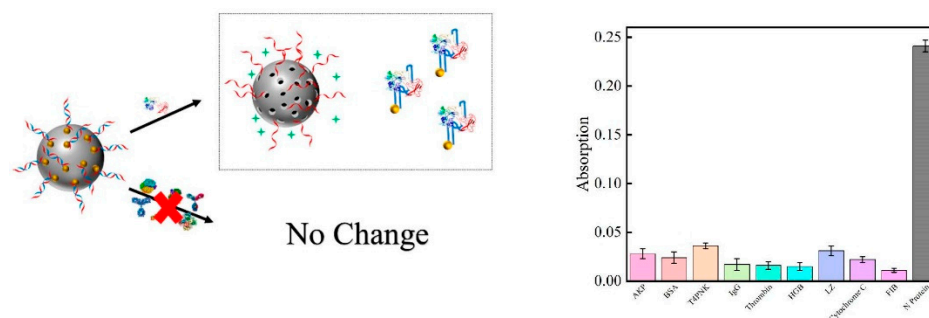 No Change
Absorption
0.25
0.20
0.15
0.10
0.05
0.00
AKP
BSA
T4PNK
IgG
Thrombin
HGB
LZ
Cytochrome C
FIB
N Protein